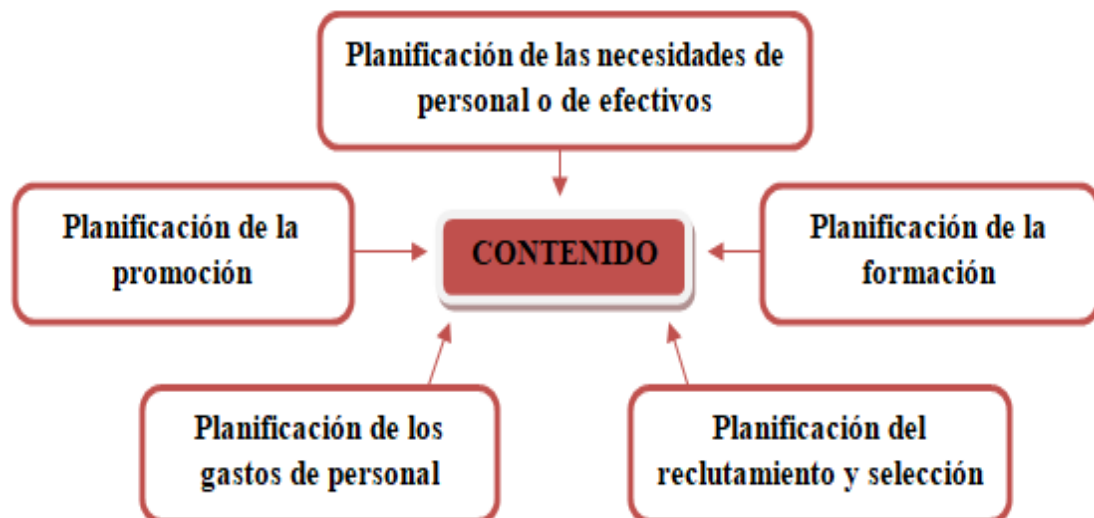 Planificación de las necesidades de
personal o de efectivos
Planificación de la
promoción
CONTENIDO
Planificación de la
formación
Planificación de los
gastos de personal
Planificación del
reclutamiento y selección